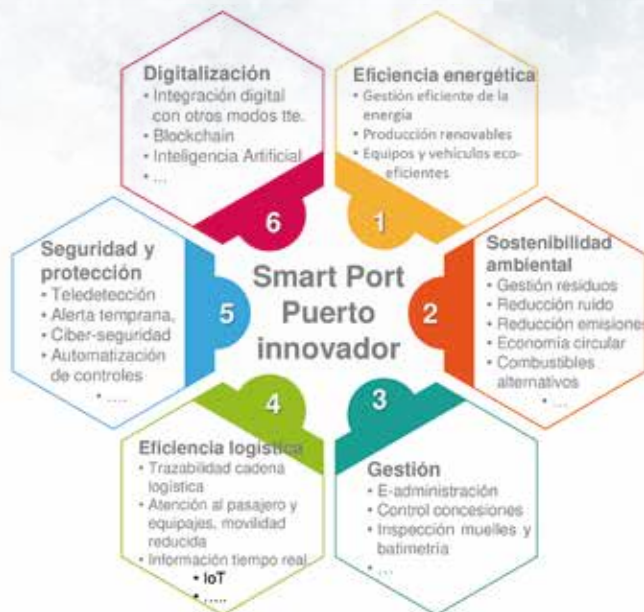 Digitalización
• Integración digital
con otros modos tte.
• Blockchain
• Inteligencia Artificial
• ...
6
Eficiencia energética
• Gestión eficiente de la
energía
• Producción renovables
• Equipos y vehículos eco-
eficientes
1
Sostenibilidad
ambiental
• Gestión residuos
• Reducción ruido
• Reducción emisiones
• Economía circular
• Combustibles
alternativos
• ...
2
Smart Port
Puerto
innovador
Seguridad y
protección
• Teledetección
• Alerta temprana,
• Ciber-seguridad
• Automatización
de controles
• .....
5
3
Gestión
• E-administración
• Control concesiones
• Inspección muelles y
batimetría
• ...
4
Eficiencia logística
• Trazabilidad cadena
logística
• Atención al pasajero y
equipajes, movilidad
reducida
• Información tiempo real
• IoT
• .....